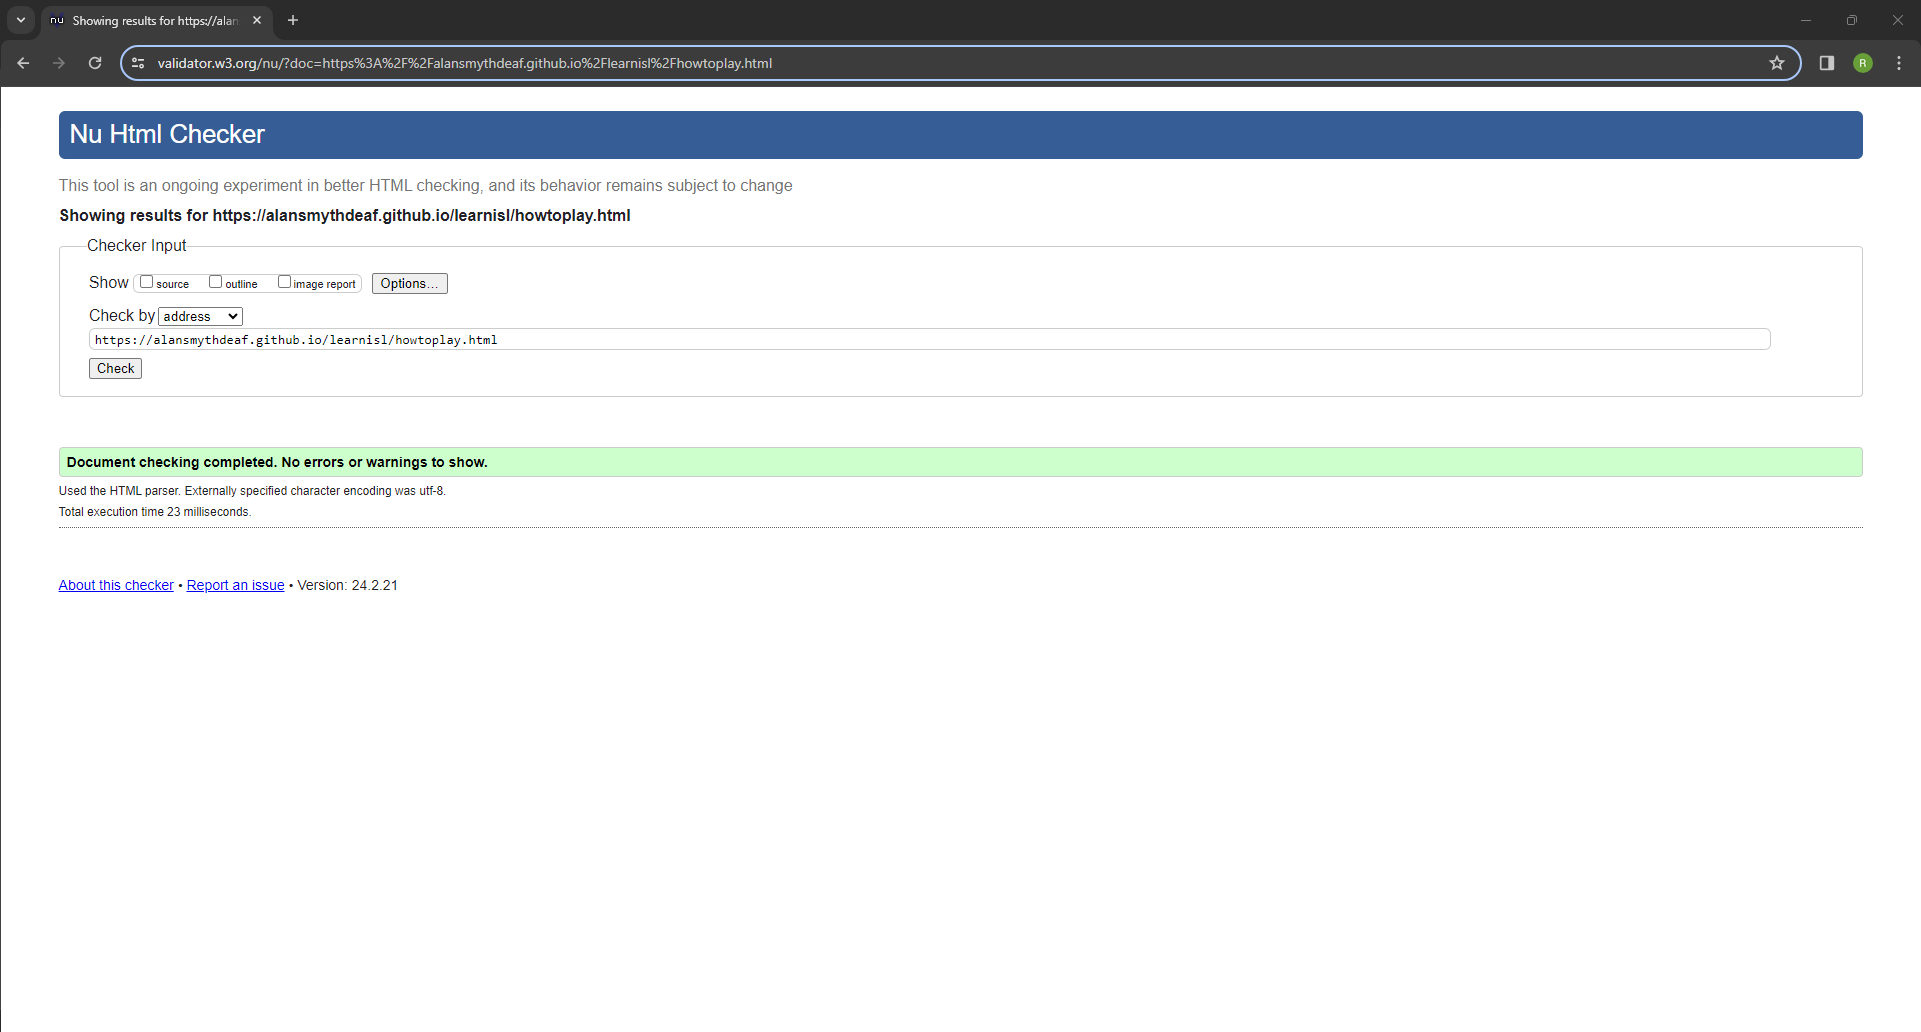 nu Showing results for https://alan
validator.w3.org/nu/?doc=https%3A%2F%2Falansmythdeaf.github.io%2Flearnisl%2Fhowtoplay.html
R
Nu Html Checker
This tool is an ongoing experiment in better HTML checking, and its behavior remains subject to change
Showing results for https://alansmythdeaf.github.io/learnisl/howtoplay.html
Checker Input
Show source outline image report Options...
Check by address
https://alansmythdeaf.github.io/learnisl/howtoplay.html
Check
Document checking completed. No errors or warnings to show.
Used the HTML parser. Externally specified character encoding was utf-8.
Total execution time 23 milliseconds.
About this checker • Report an issue • Version: 24.2.21